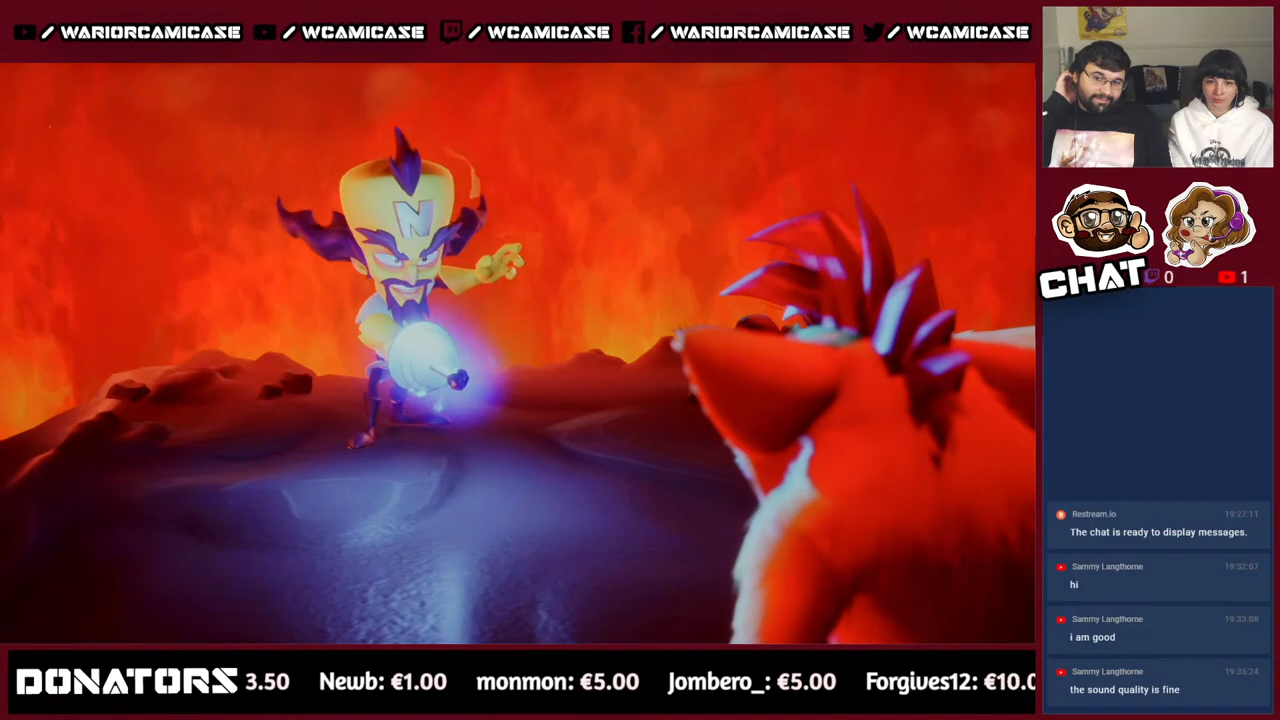 / WARIORCAMICASE / WCAMICASE / WCAMICASE / WARIORCAMICASE / WCAMICASE
N
CHAT 0 1
Restream.io 19:27:11
The chat is ready to display messages.
Sammy Langthorne 19:32:07
hi
Sammy Langthorne 19:33:08
i am good
Sammy Langthorne 19:35:24
the sound quality is fine
DONATORS 3.50 Newb: €1.00 monmon: €5.00 Jombero_: €5.00 Forgives12: €10.0